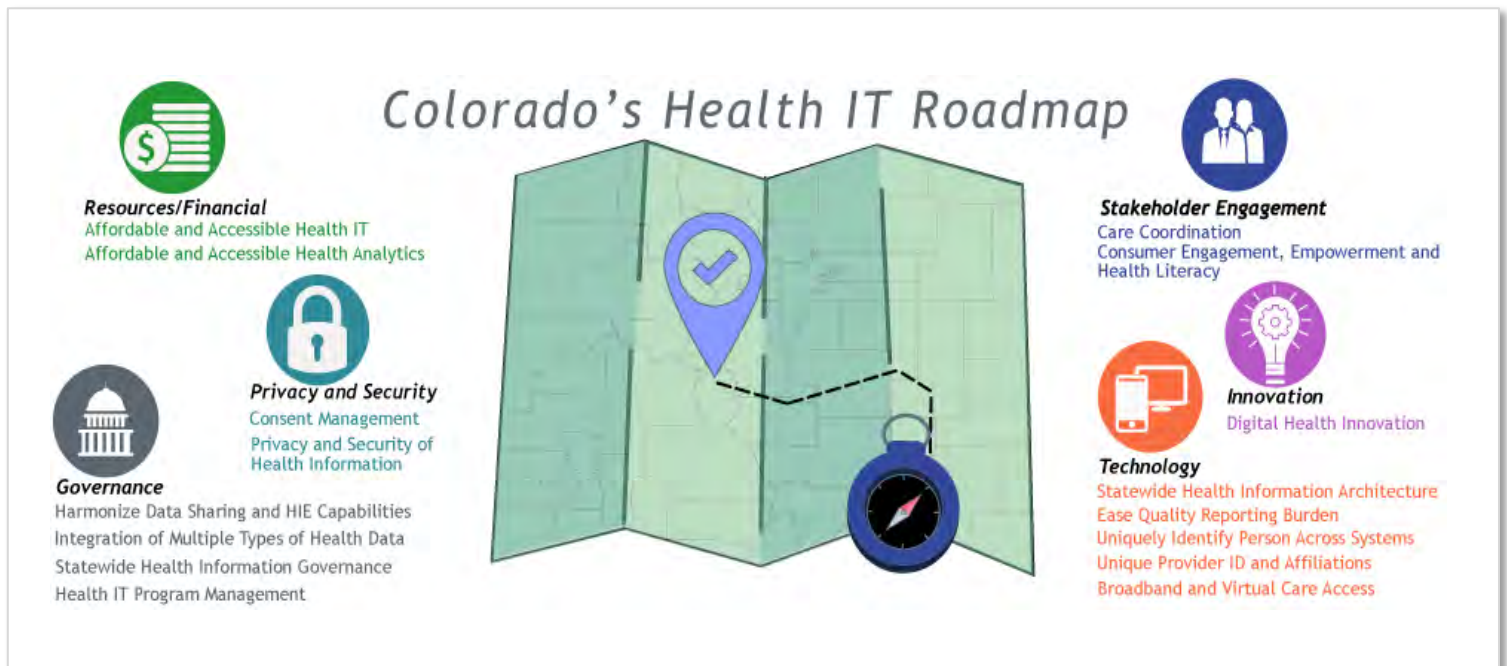 Colorado's Health IT Roadmap
$
Resources/Financial
Affordable and Accessible Health IT
Affordable and Accessible Health Analytics
Privacy and Security
Consent Management
Privacy and Security of
Health Information
Governance
Harmonize Data Sharing and HIE Capabilities
Integration of Multiple Types of Health Data
Statewide Health Information Governance
Health IT Program Management
Stakeholder Engagement
Care Coordination
Consumer Engagement, Empowerment and
Health Literacy
Innovation
Digital Health Innovation
Technology
Statewide Health Information Architecture
Ease Quality Reporting Burden
Uniquely Identify Person Across Systems
Unique Provider ID and Affiliations
Broadband and Virtual Care Access